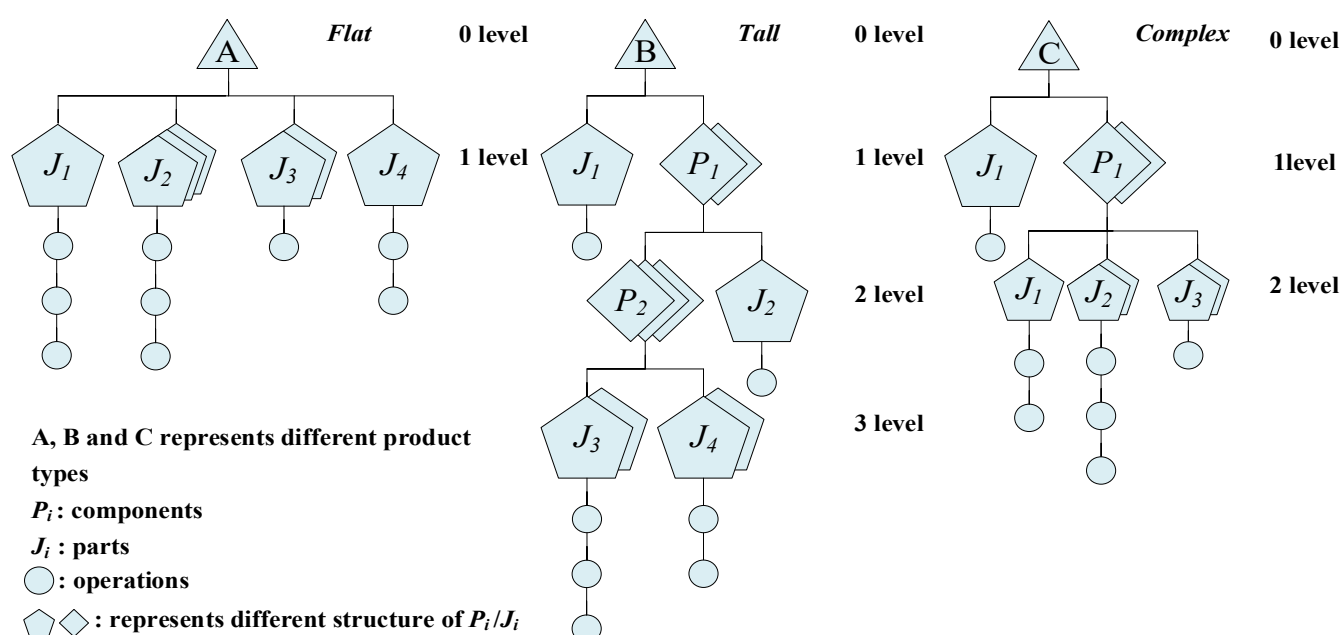 A
Flat
0 level
B
Tall
0 level
C
Complex
0 level
J1
J2
J3
J4
1 level
J1
P1
1 level
J1
P1
1level
P2
J2
2 level
J1
J2
J3
2 level
J3
J4
3 level
A, B and C represents different product
types
Pi : components
Ji : parts
: operations
: represents different structure of Pi/Ji